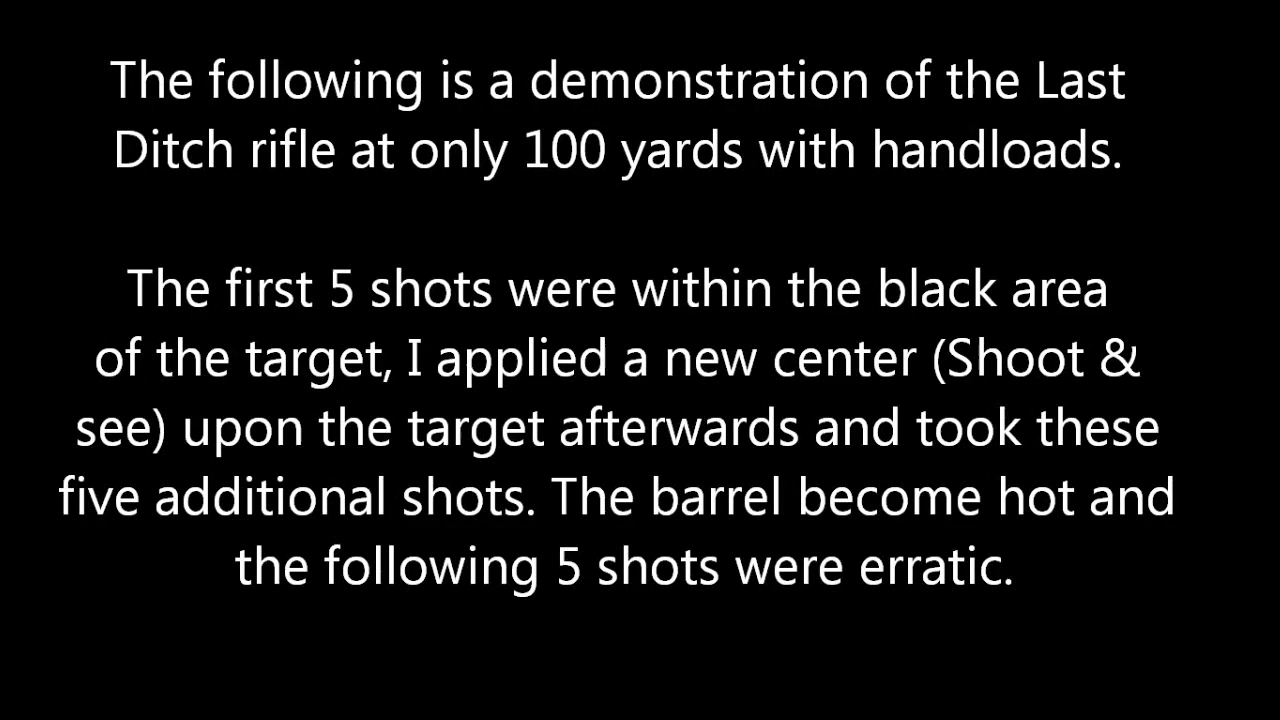 The following is a demonstration of the Last
Ditch rifle at only 100 yards with handloads.
The first 5 shots were within the black area
of the target, I applied a new center (Shoot &
see) upon the target afterwards and took these
five additional shots. The barrel become hot and
the following 5 shots were erratic.